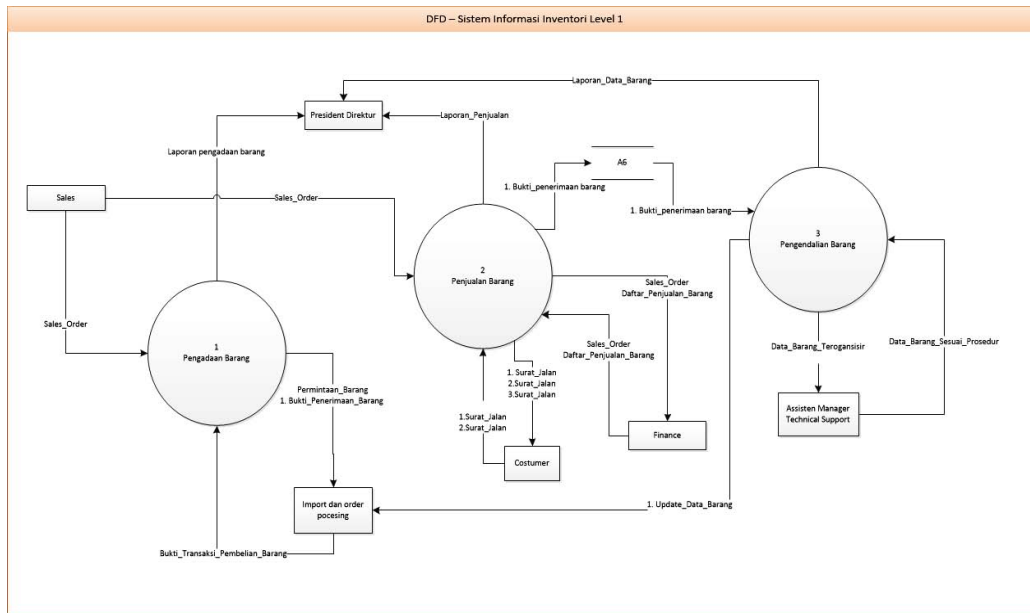 DFD – Sistem Informasi Inventori Level 1
Laporan_Data_Barang
President Direktur
Laporan_Penjualan
Laporan pengadaan barang
A6
1. Bukti_penerimaan barang
1. Bukti_penerimaan barang
Sales
Sales_Order
3
Pengendalian Barang
2
Penjualan Barang
Sales_Order
Daftar_Penjualan_Barang
Sales_Order
1
Pengadaan Barang
Sales_Order
Daftar_Penjualan_Barang
Data_Barang_Terogansisir
Data_Barang_Sesuai_Prosedur
1. Surat_Jalan
2.Surat_Jalan
3.Surat_Jalan
Permintaan_Barang
1. Bukti_Penerimaan_Barang
1.Surat_Jalan
2.Surat_Jalan
Assisten Manager
Technical Support
Finance
Costumer
Import dan order
pocesing
1. Update_Data_Barang
Bukti_Transaksi_Pembelian_Barang